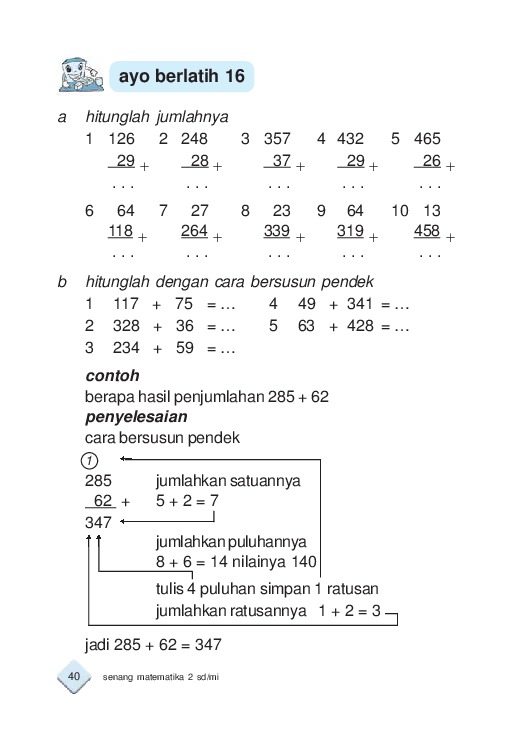 ayo berlatih 16
a hitunglah jumlahnya
1 126 2 248 3 357 4 432 5 465
29 + 28 + 37 + 29 + 26 +
. . . . . . . . . . . . . . .
6 64 7 27 8 23 9 64 10 13
118 + 264 + 339 + 319 + 458 +
. . . . . . . . . . . . . . .
b hitunglah dengan cara bersusun pendek
1 117 + 75 = ... 4 49 + 341 = ...
2 328 + 36 = ... 5 63 + 428 = ...
3 234 + 59 = ...
contoh
berapa hasil penjumlahan 285 + 62
penyelesaian
cara bersusun pendek
1
285 jumlahkan satuannya
62 + 5 + 2 = 7
347
jumlahkan puluhannya
8 + 6 = 14 nilainya 140
tulis 4 puluhan simpan 1 ratusan
jumlahkan ratusannya 1 + 2 = 3
jadi 285 + 62 = 347
40 senang matematika 2 sd/mi